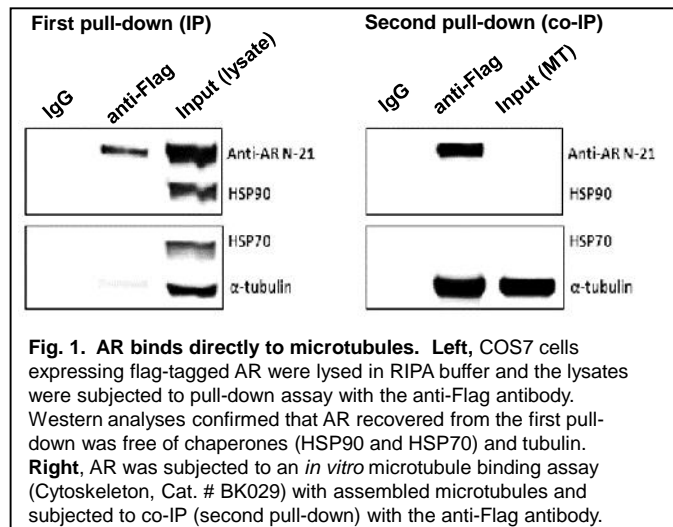 First pull-down (IP)
Second pull-down (co-IP)
IgG
anti-Flag
Input (lysate)
IgG
anti-Flag
Input (MT)
Anti-AR N-21
HSP90
HSP70
α-tubulin
Anti-AR N-21
HSP90
HSP70
α-tubulin
Fig. 1. AR binds directly to microtubules. Left, COS7 cells
expressing flag-tagged AR were lysed in RIPA buffer and the lysates
were subjected to pull-down assay with the anti-Flag antibody.
Western analyses confirmed that AR recovered from the first pull-
down was free of chaperones (HSP90 and HSP70) and tubulin.
Right, AR was subjected to an in vitro microtubule binding assay
(Cytoskeleton, Cat. # BK029) with assembled microtubules and
subjected to co-IP (second pull-down) with the anti-Flag antibody.